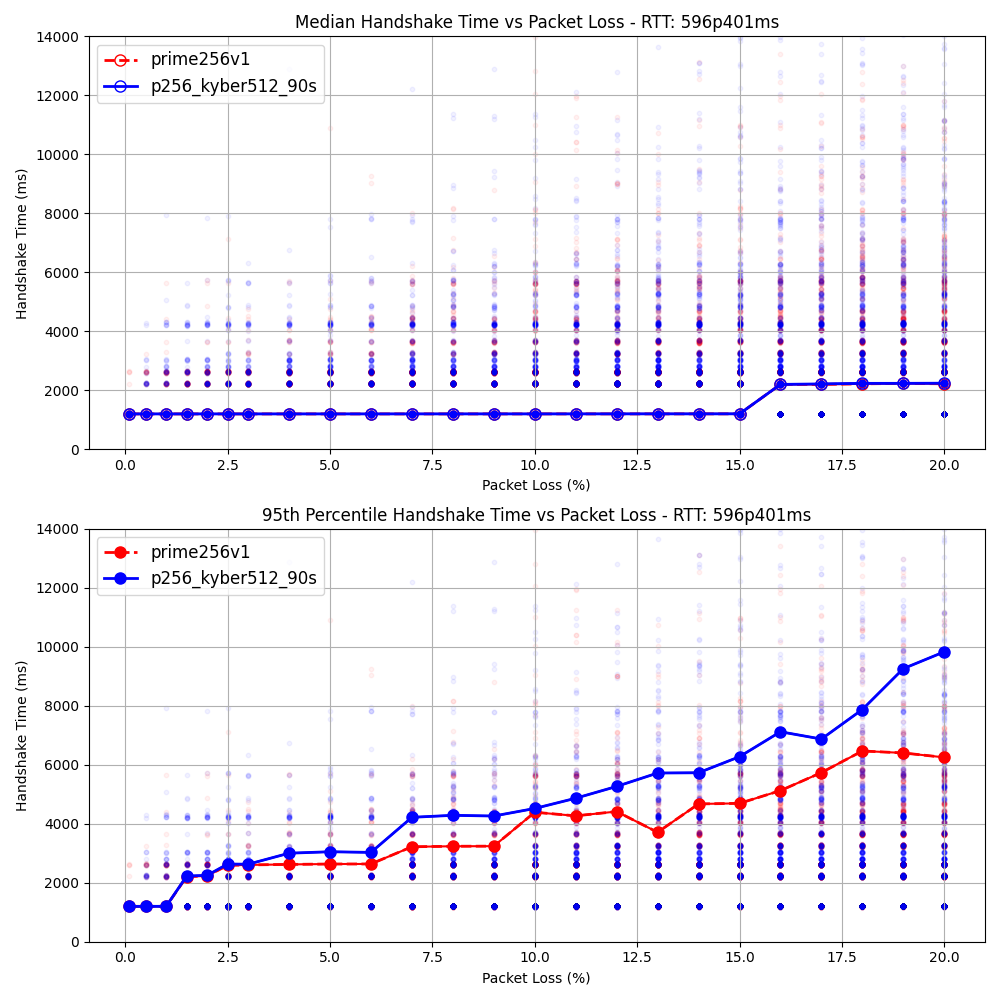 Median Handshake Time vs Packet Loss - RTT: 596p401ms
14000
12000
10000
8000
6000
4000
2000
0
Handshake Time (ms)
prime256v1
p256_kyber512_90s
0.0 2.5 5.0 7.5 10.0 12.5 15.0 17.5 20.0
Packet Loss (%)
95th Percentile Handshake Time vs Packet Loss - RTT: 596p401ms
14000
12000
10000
8000
6000
4000
2000
0
Handshake Time (ms)
prime256v1
p256_kyber512_90s
0.0 2.5 5.0 7.5 10.0 12.5 15.0 17.5 20.0
Packet Loss (%)